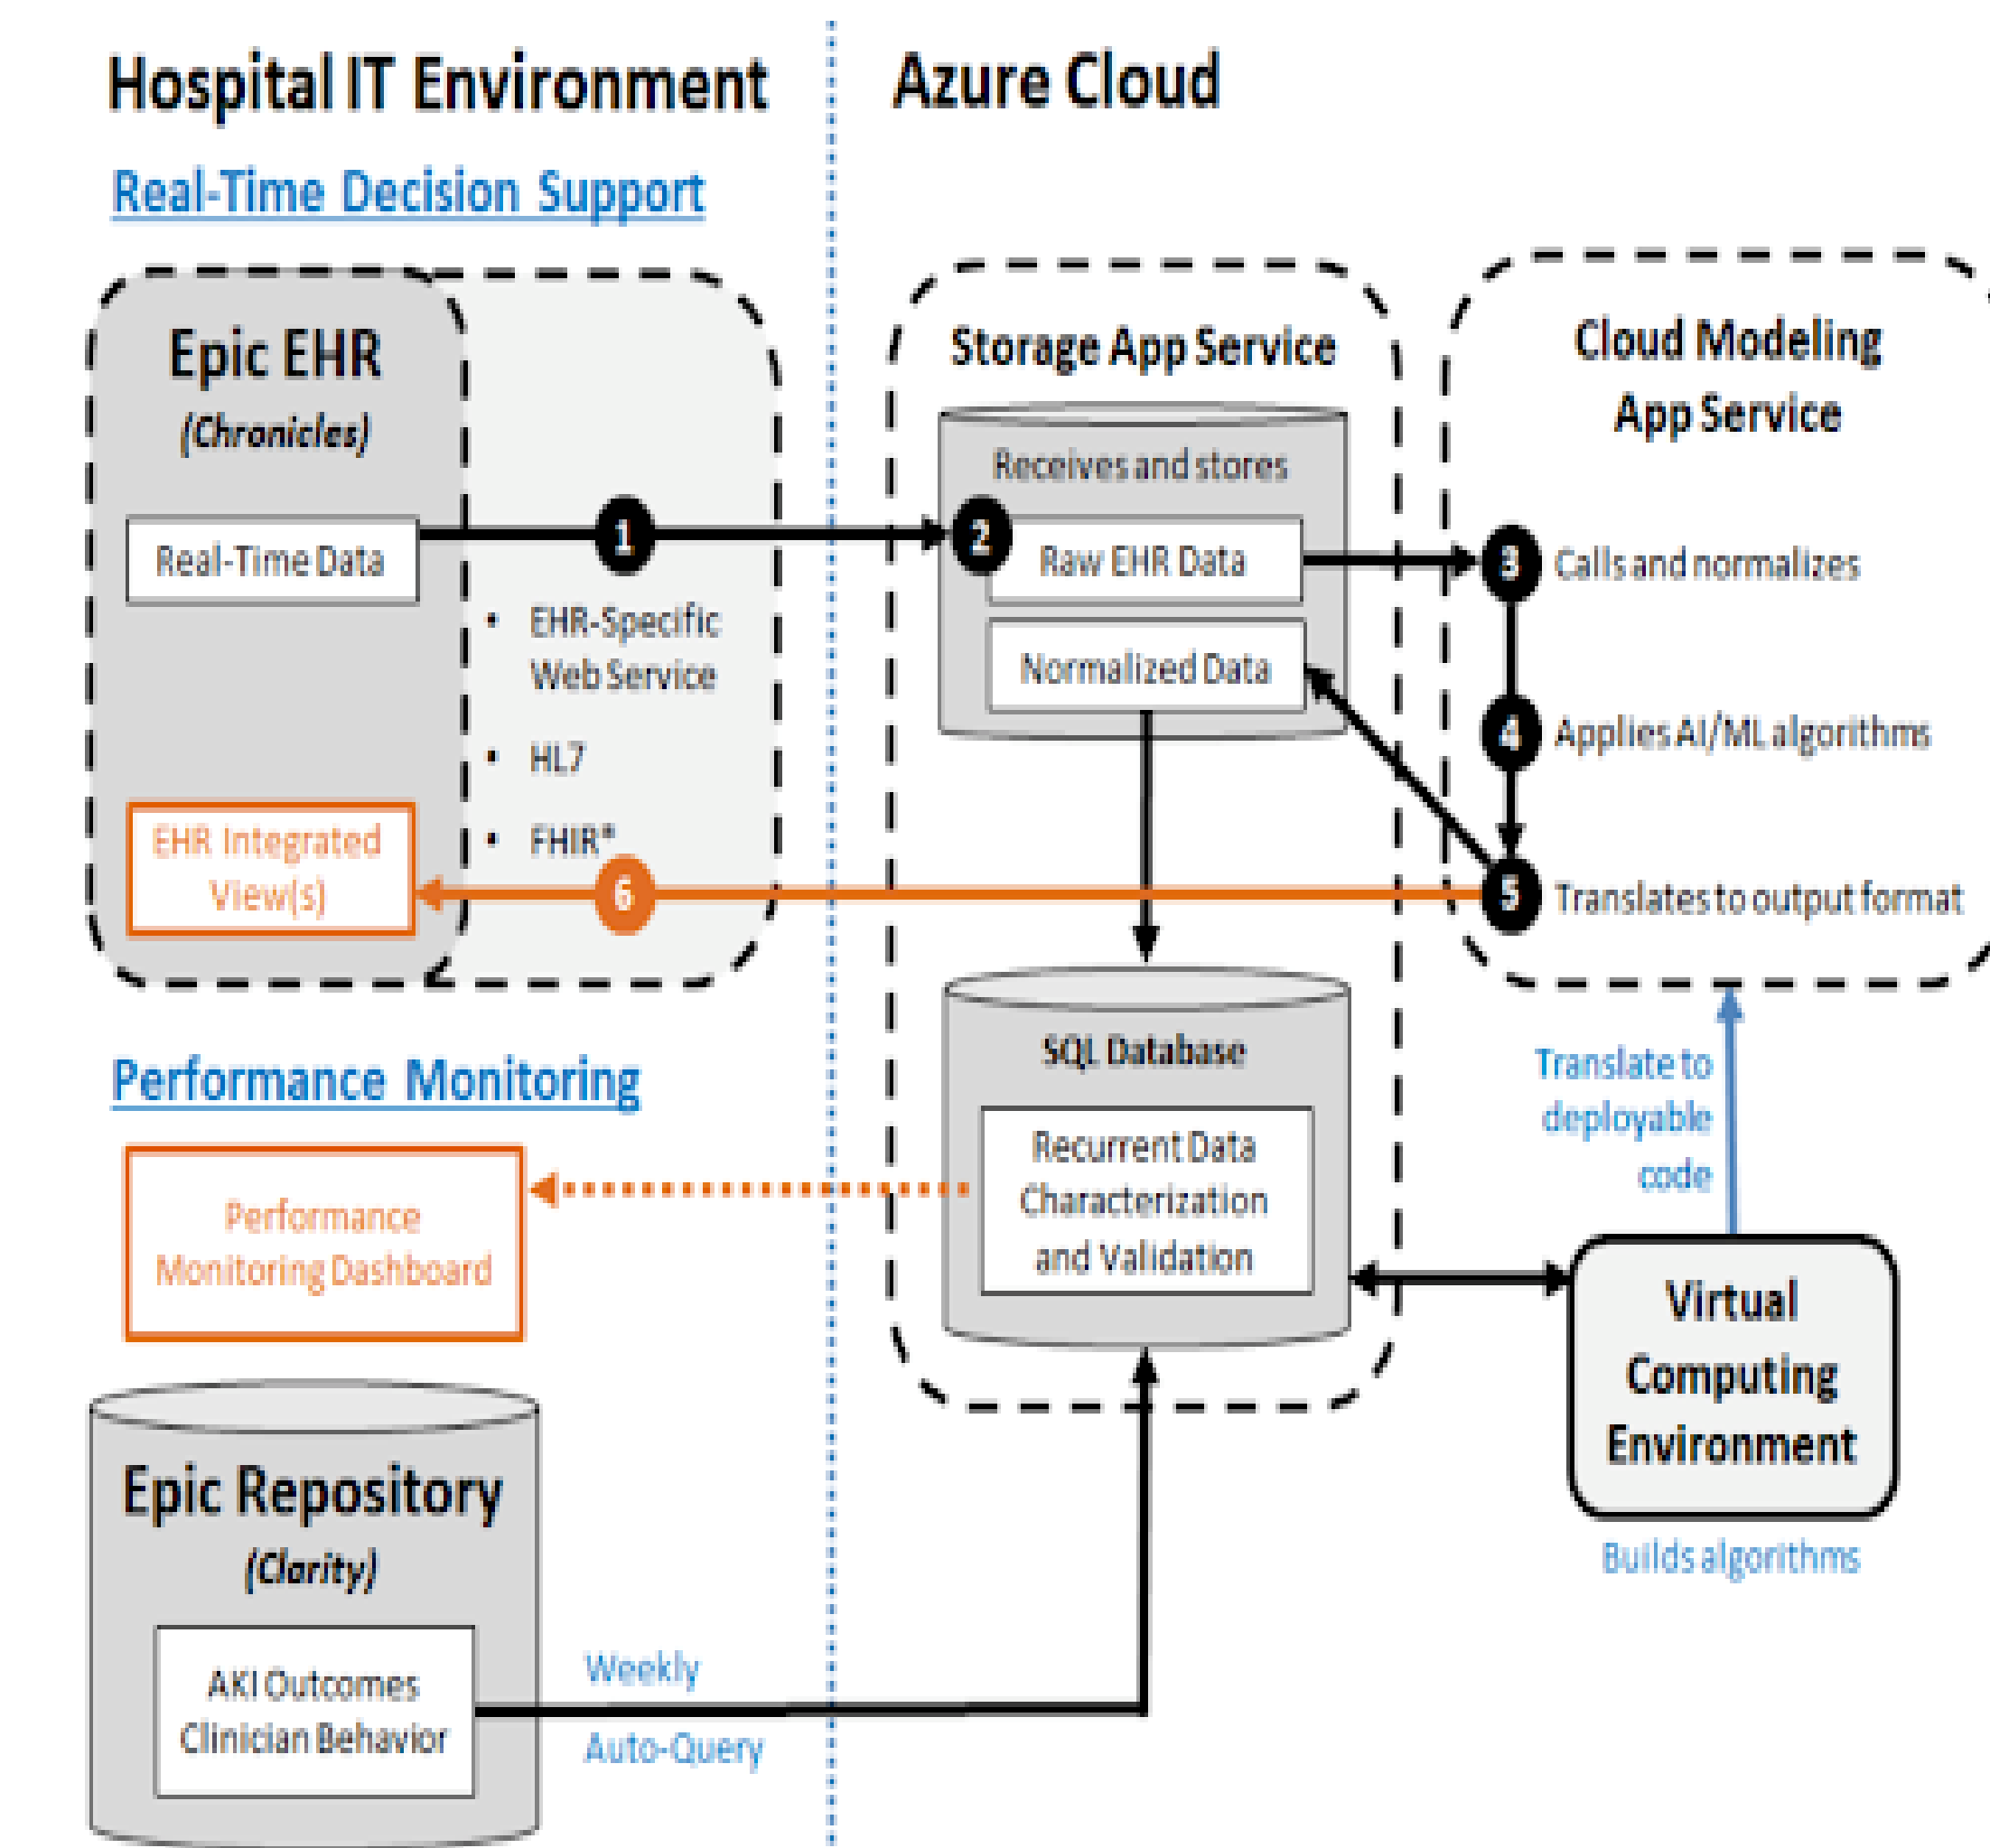 Hospital IT Environment
Azure Cloud
Real-Time Decision Support
Epic EHR
(Chronicles)
Real-Time Data
EHR Integrated
View(s)
1
• EHR-Specific
Web Service
• HL7
• FHIR*
6
Storage App Service
Receives and stores
2
Raw EHR Data
Normalized Data
Cloud Modeling
App Service
3 Calls and normalizes
4 Applies AI/ML algorithms
5 Translates to output format
Performance Monitoring
Performance
Monitoring Dashboard
SQL Database
Recurrent Data
Characterization
and Validation
Translate to
deployable
code
Virtual
Computing
Environment
Builds algorithms
Epic Repository
(Clarity)
AKI Outcomes
Clinician Behavior
Weekly
Auto-Query